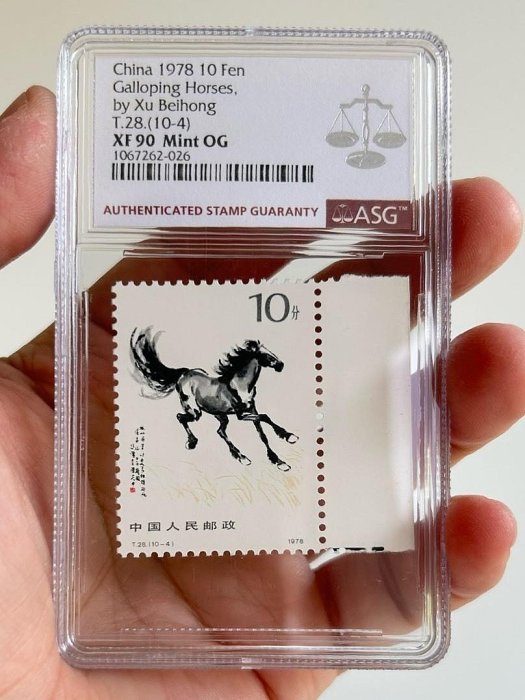 China 1978 10 Fen
Galloping Horses,
by Xu Beihong
T.28.(10-4)
XF 90 Mint OG
1067262-026
AUTHENTICATED STAMP GUARANTY ASG™
10分
中国人民邮政
T.28.(10-4) 1978